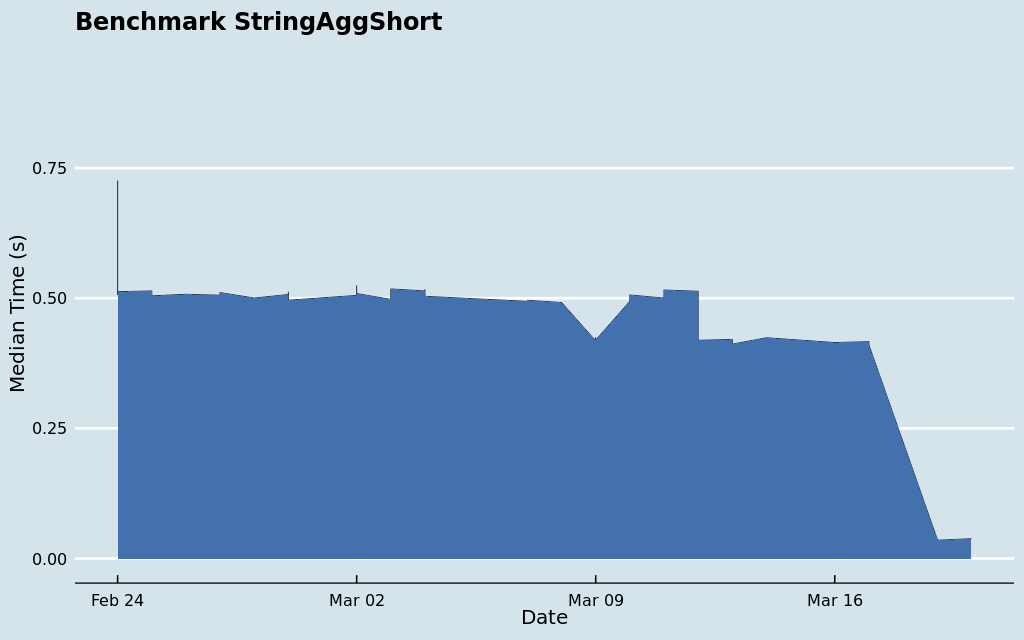 Benchmark StringAggShort
Median Time (s)
0.75
0.50
0.25
0.00
Feb 24
Mar 02
Mar 09
Mar 16
Date